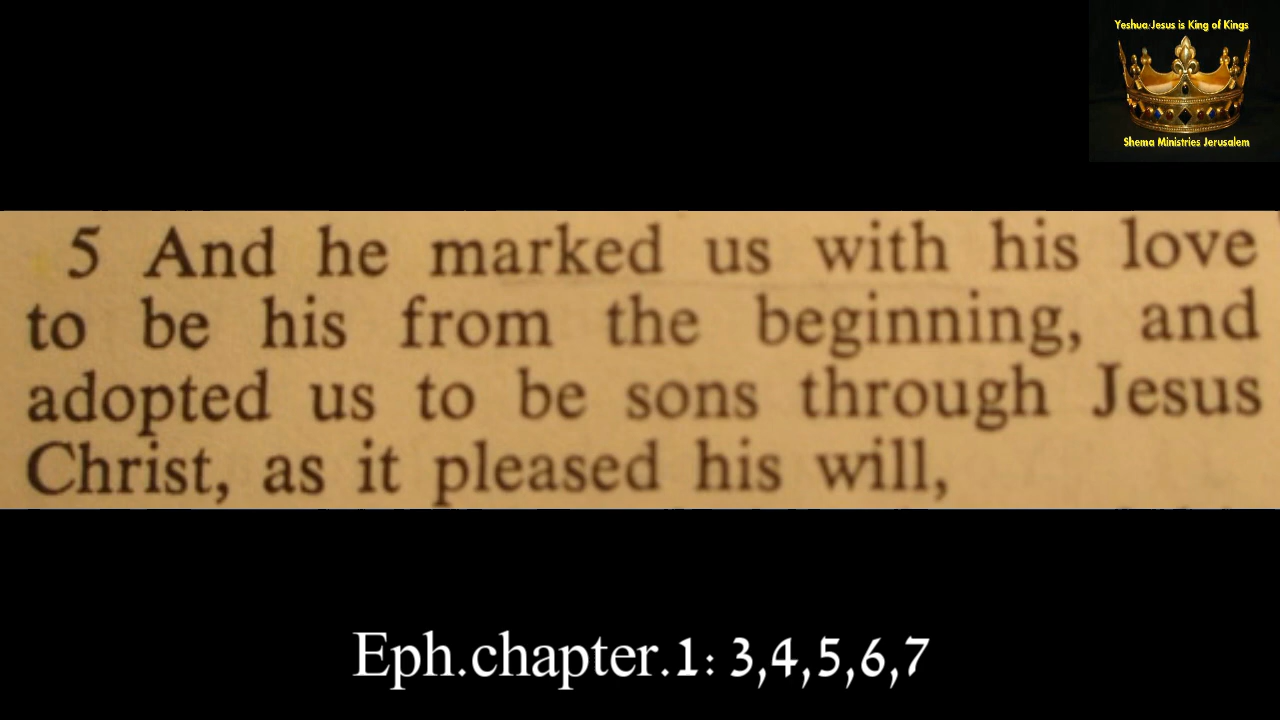 Yeshua Jesus is King of Kings
Shema Ministries Jerusalem
5 And he marked us with his love
to be his from the beginning, and
adopted us to be sons through Jesus
Christ, as it pleased his will,
Eph.chapter.1: 3,4,5,6,7